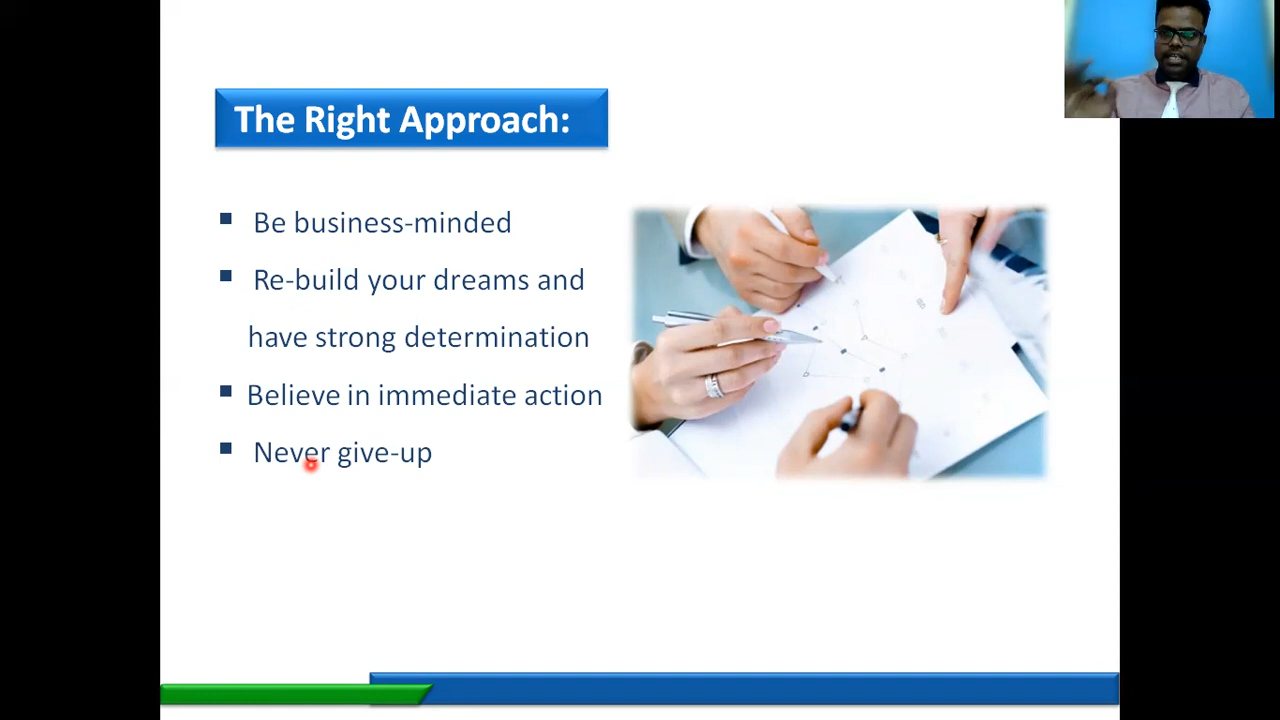 The Right Approach:
Be business-minded
Re-build your dreams and
have strong determination
Believe in immediate action
Never give-up